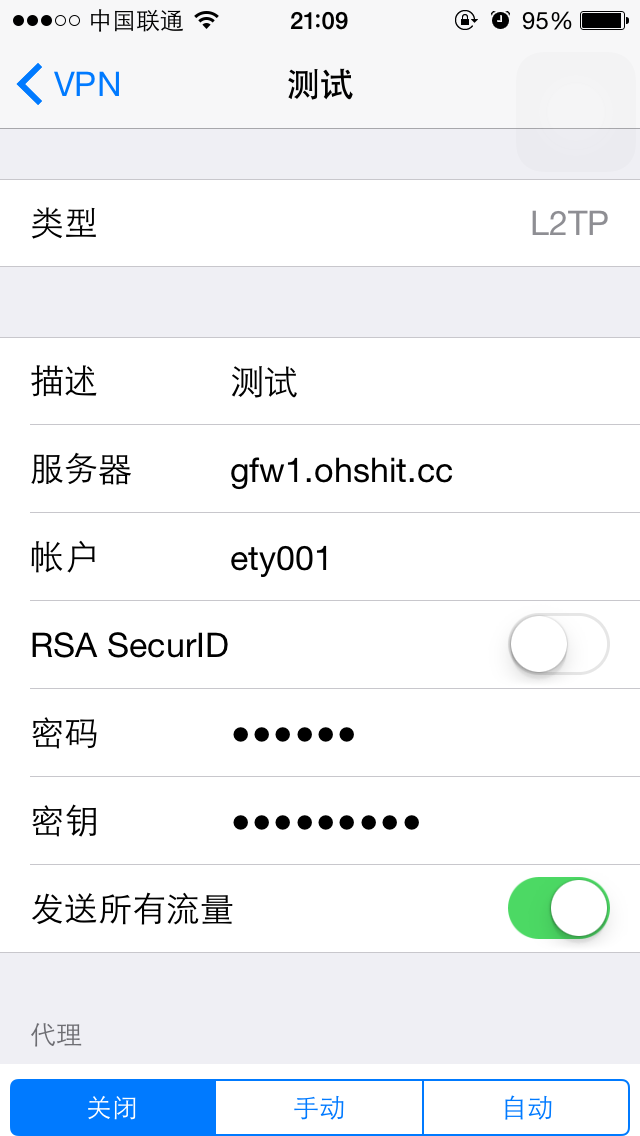 中国联通 21:09 95%
VPN 测试
类型 L2TP
描述 测试
服务器 gfw1.ohshit.cc
帐户 ety001
RSA SecurID
密码 ●●●●●●
密钥 ●●●●●●●●●
发送所有流量
代理
关闭 手动 自动